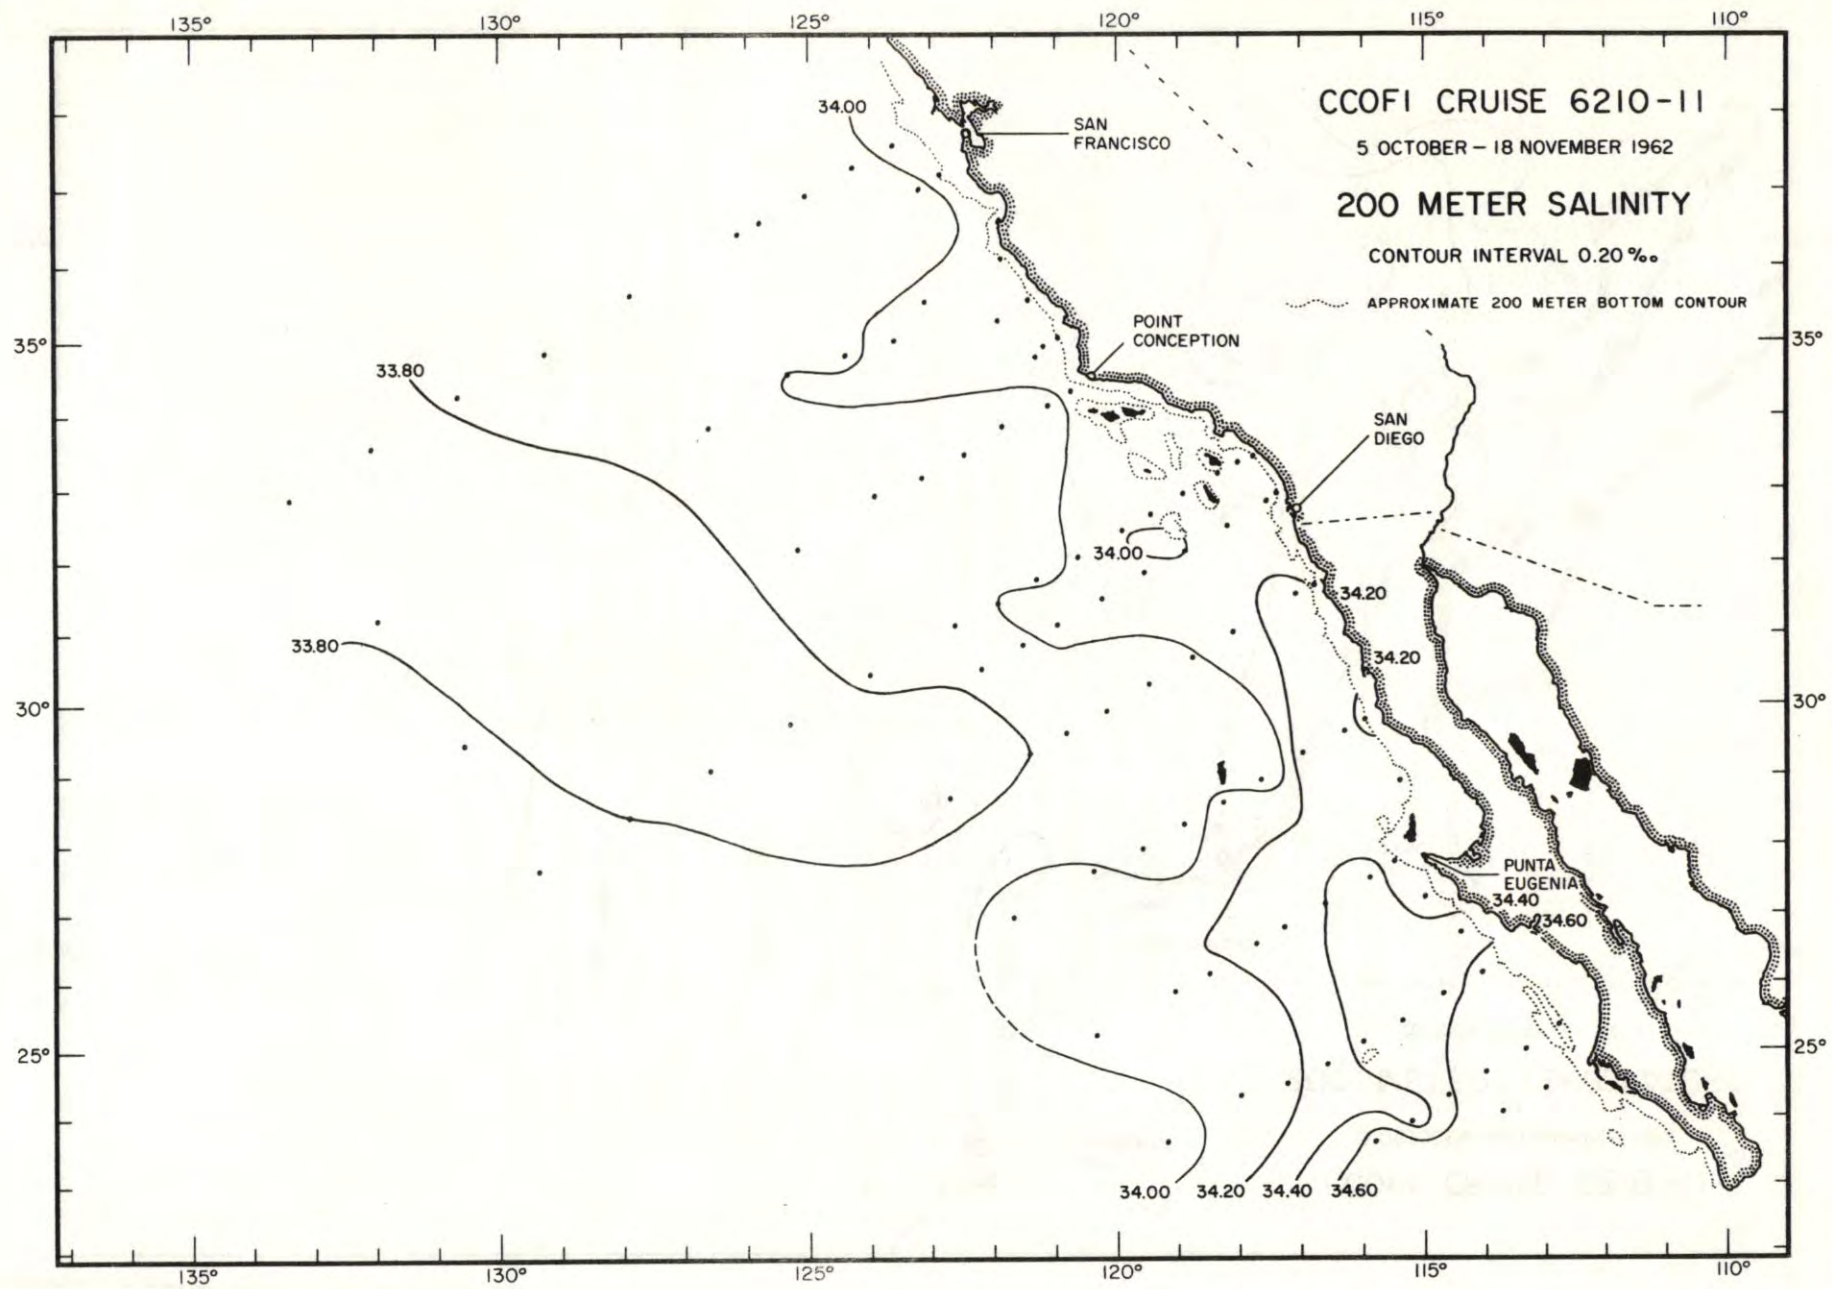 135° 130° 125° 120° 115° 110°
CCOFI CRUISE 6210-11
5 OCTOBER – 18 NOVEMBER 1962
200 METER SALINITY
CONTOUR INTERVAL 0.20 ‰
APPROXIMATE 200 METER BOTTOM CONTOUR
34.00
SAN
FRANCISCO
POINT
CONCEPTION
35° 35°
33.80
SAN
DIEGO
34.00
34.20
33.80
34.20
30° 30°
PUNTA
EUGENIA
34.40
34.60
25° 25°
34.00 34.20 34.40 34.60
135° 130° 125° 120° 115° 110°